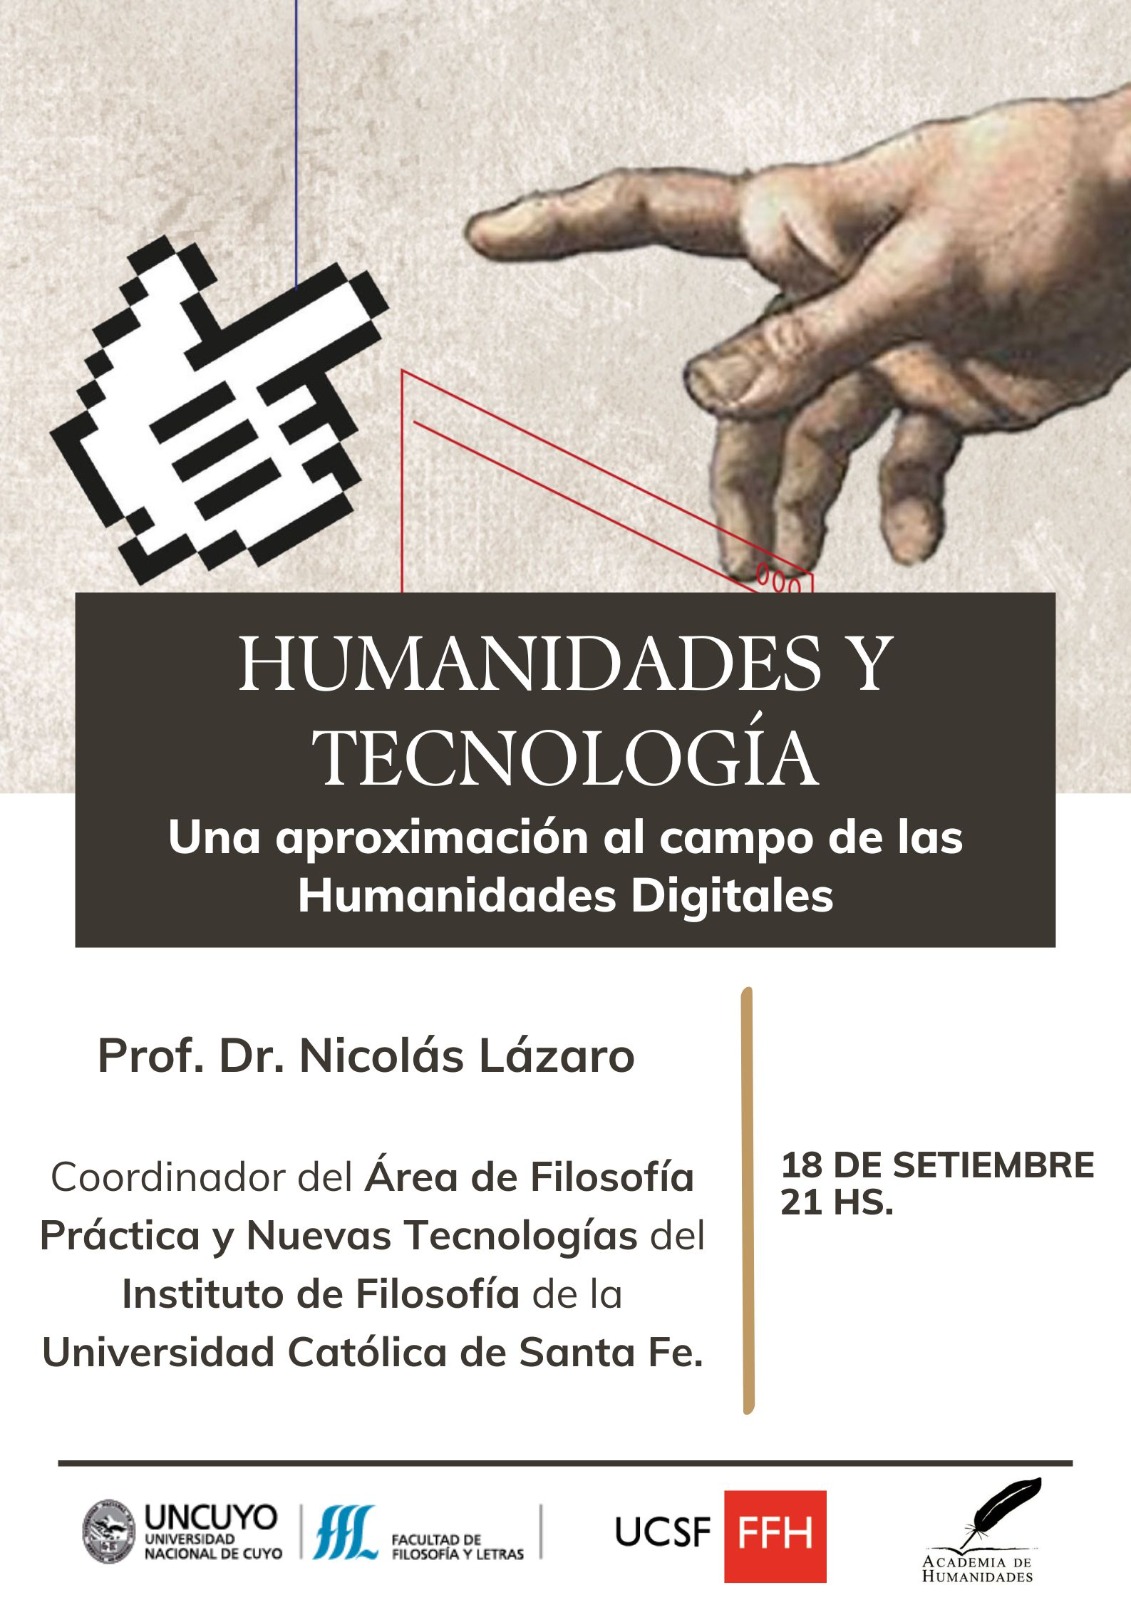 HUMANIDADES Y
TECNOLOGÍA
Una aproximación al campo de las
Humanidades Digitales
Prof. Dr. Nicolás Lázaro
Coordinador del Área de Filosofía
Práctica y Nuevas Tecnologías del
Instituto de Filosofía de la
Universidad Católica de Santa Fe.
18 DE SETIEMBRE
21 HS.
UNCUYO
UNIVERSIDAD
NACIONAL DE CUYO
FACULTAD DE
FILOSOFÍA Y LETRAS
UCSF
FFH
ACADEMIA DE
HUMANIDADES